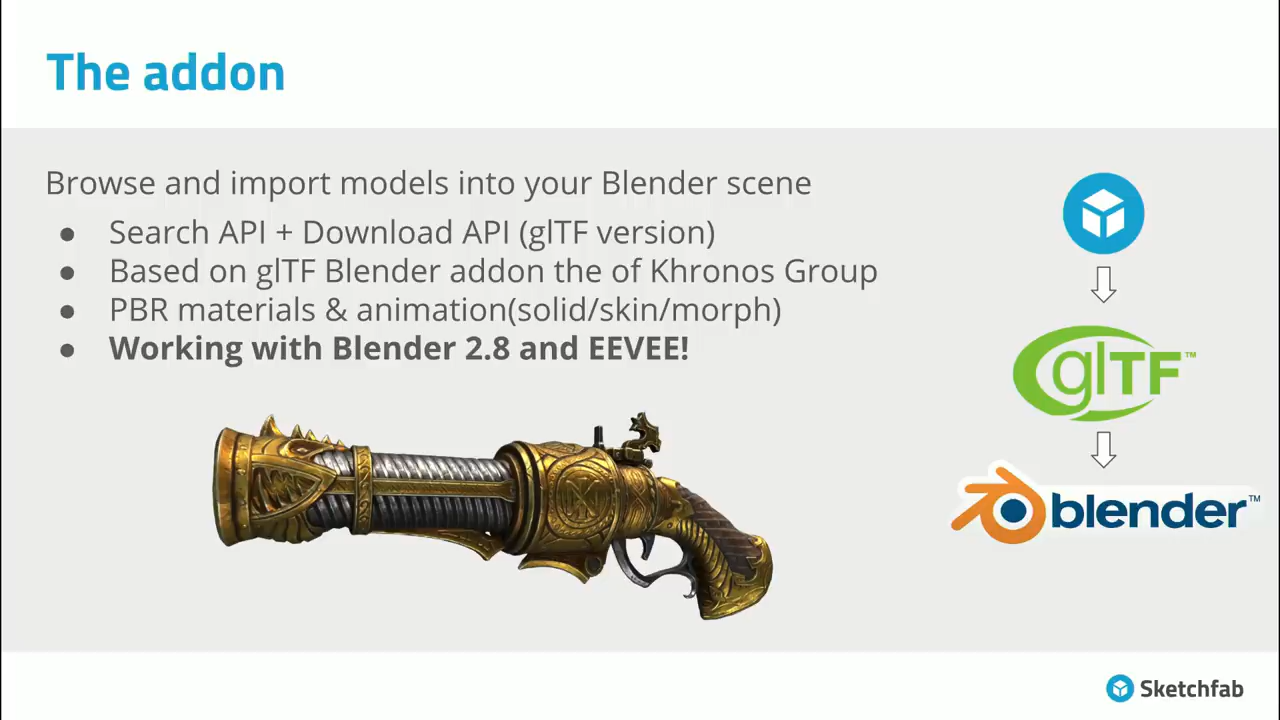 The addon
Browse and import models into your Blender scene
● Search API + Download API (glTF version)
● Based on glTF Blender addon the of Khronos Group
● PBR materials & animation(solid/skin/morph)
● Working with Blender 2.8 and EEVEE!
glTF™
blender™
Sketchfab